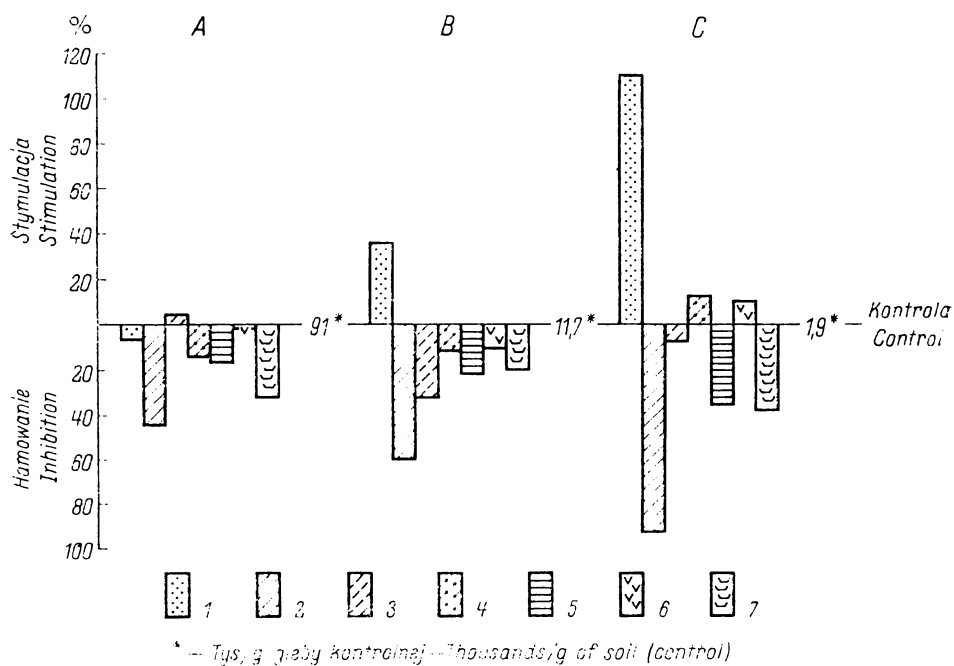 % A B C
120
100
80
60
40
20
20
40
60
80
100
Stymulacja
Stimulation
Hamowanie
Inhibition
91* 11,7* 1,9*
Kontrola
Control
1 2 3 4 5 6 7
* — Tys/g gleby kontrolnej — Thousands/g of soil (control)